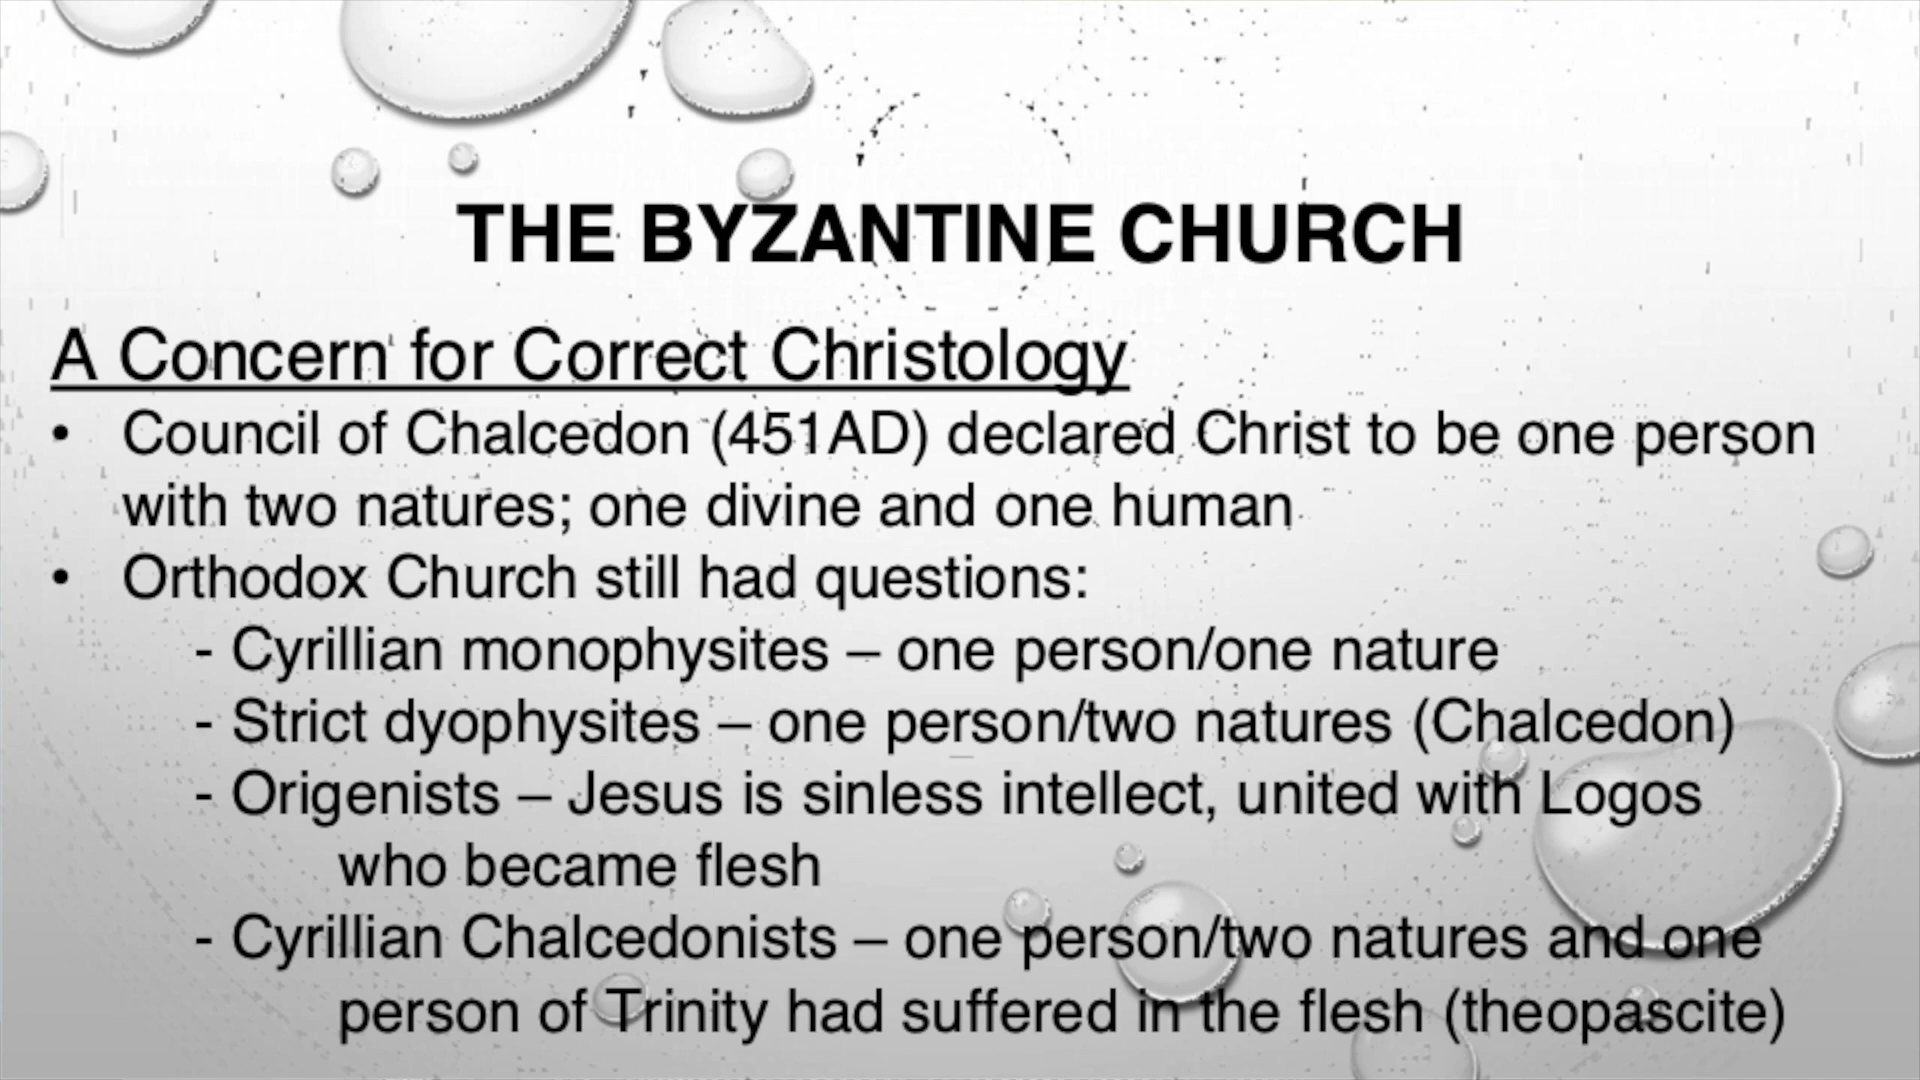 THE BYZANTINE CHURCH
A Concern for Correct Christology
• Council of Chalcedon (451AD) declared Christ to be one person
with two natures; one divine and one human
• Orthodox Church still had questions:
- Cyrillian monophysites – one person/one nature
- Strict dyophysites – one person/two natures (Chalcedon)
- Origenists – Jesus is sinless intellect, united with Logos
who became flesh
- Cyrillian Chalcedonists – one person/two natures and one
person of Trinity had suffered in the flesh (theopascite)